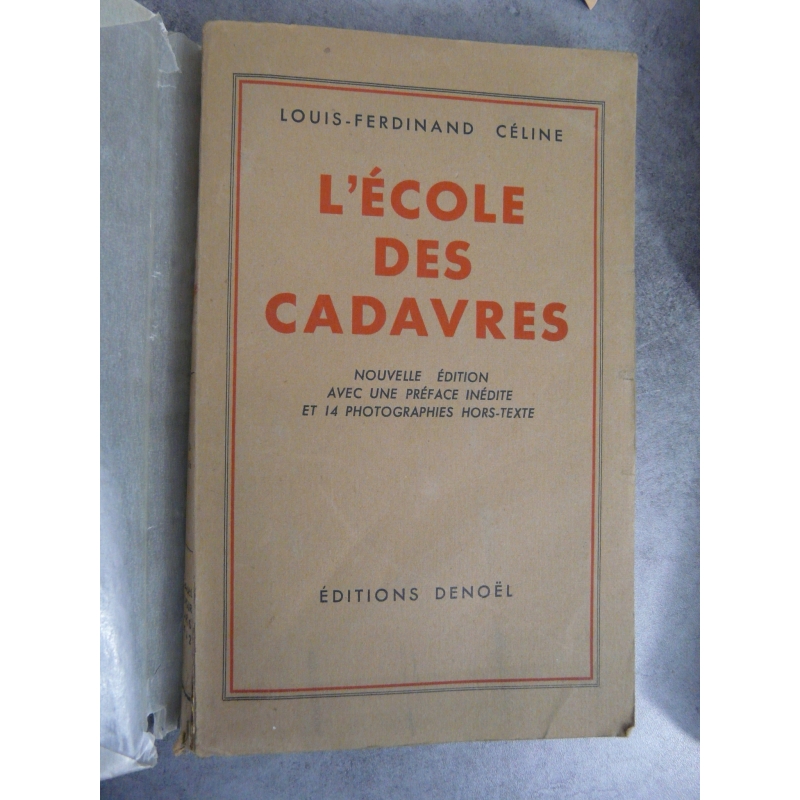 LOUIS-FERDINAND CÉLINE
L'ÉCOLE
DES
CADAVRES
NOUVELLE ÉDITION
AVEC UNE PRÉFACE INÉDITE
ET 14 PHOTOGRAPHIES HORS-TEXTE
ÉDITIONS DENOËL